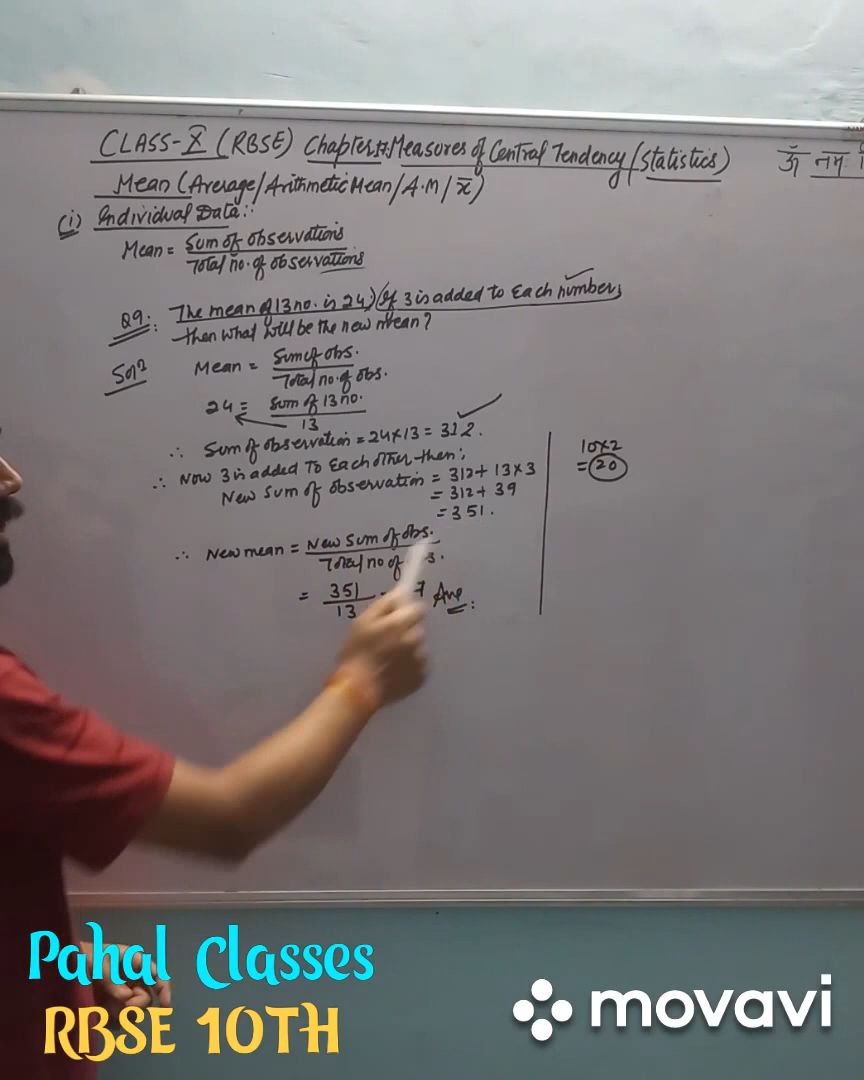 CLASS-X (RBSE) Chapter 17: Measures of Central Tendency / (Statistics)
ॐ नमः
Mean (Average/Arithmetic Mean/A.M/x̄)
(i) Individual Data:-
Mean = Sum of observations
Total no. of observations
Q9: The mean of 13 no. is 24) (If 3 is added to Each number,
then what will be the new mean?
Solⁿ Mean = Sum of obs.
Total no. of obs.
24 = Sum of 13 no.
13
∴ Sum of observation = 24×13 = 312.
∴ Now 3 is added to Each other then;
New sum of observation = 312 + 13×3
= 312 + 39
= 351.
10×2
= 20
∴ New mean = New sum of obs.
Total no of
= 351
13
Ans
Pahal Classes
RBSE 10TH
movavi